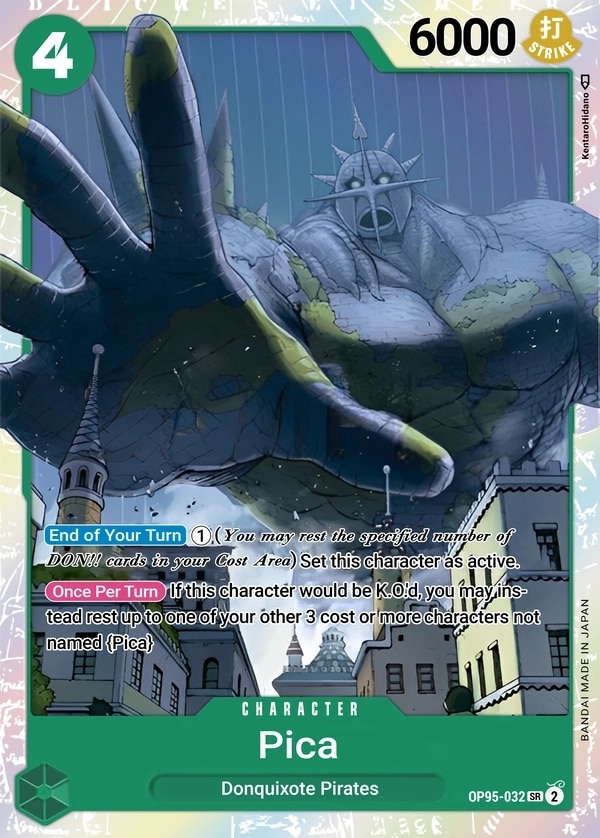 4
6000
打
STRIKE
KentaroHidano
End of Your Turn ① (You may rest the specified number of
DON!! cards in your Cost Area) Set this character as active.
Once Per Turn If this character would be K.O!d, you may ins-
tead rest up to one of your other 3 cost or more characters not
named {Pica}
BANDAI MADE IN JAPAN
CHARACTER
Pica
Donquixote Pirates
OP95-032 SR 2